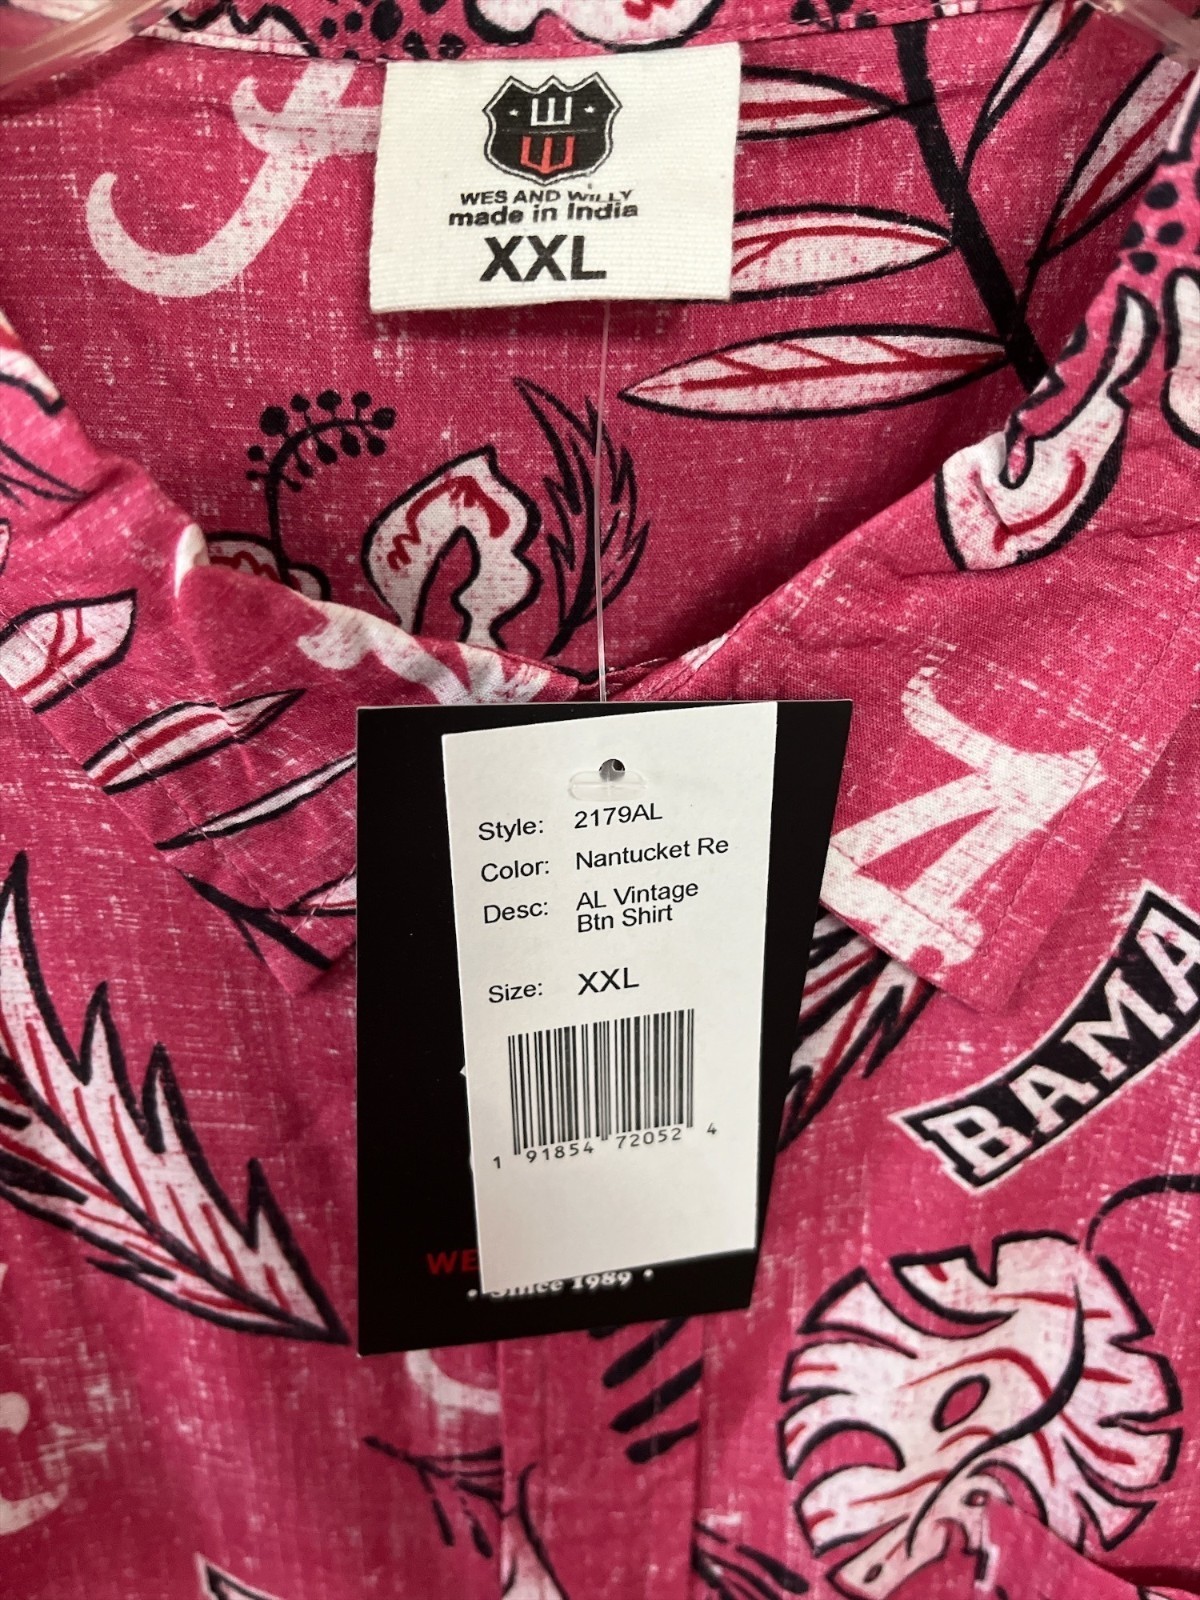 WES AND WILLY
made in India
XXL
Style: 2179AL
Color: Nantucket Re
Desc: AL Vintage
Btn Shirt
Size: XXL
1 91854 72052 4
WE
• Since 1989 •
BAMA